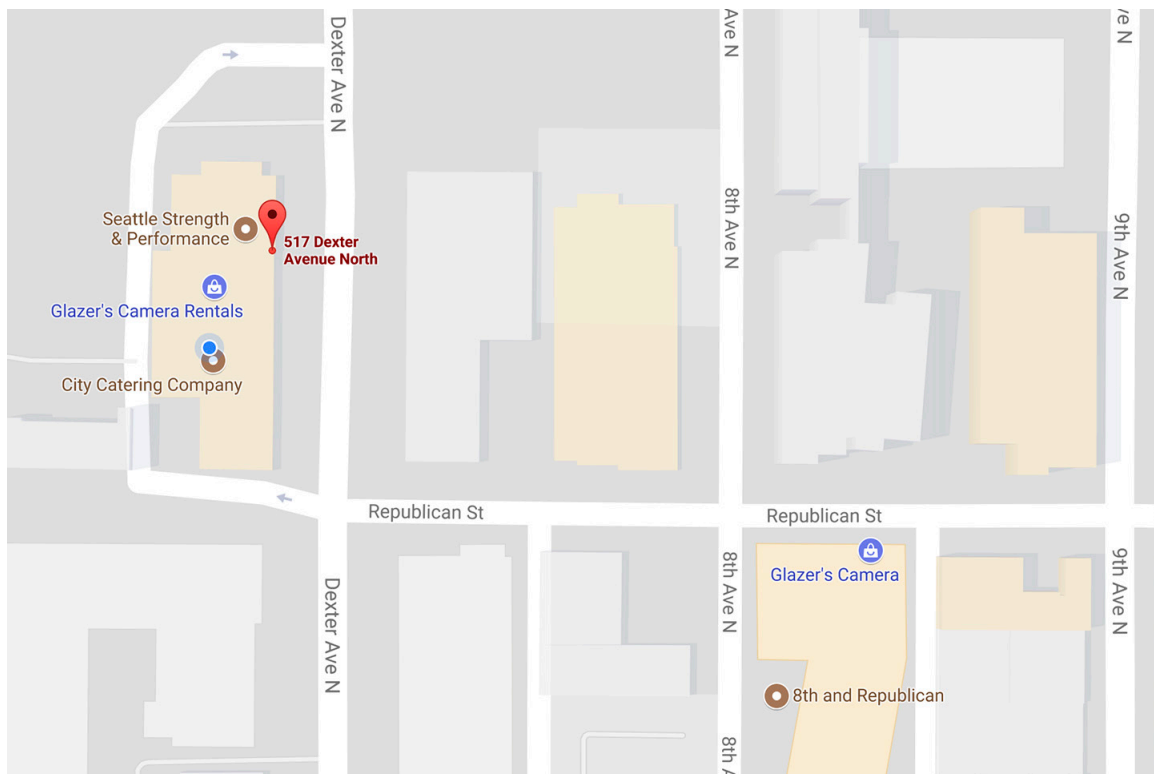 Dexter Ave N
Ave N
ve N
Seattle Strength
& Performance
517 Dexter
Avenue North
8th Ave N
9th Ave N
Glazer's Camera Rentals
City Catering Company
Republican St
Republican St
Glazer's Camera
Dexter Ave N
8th Ave N
9th Ave N
8th and Republican
8th A